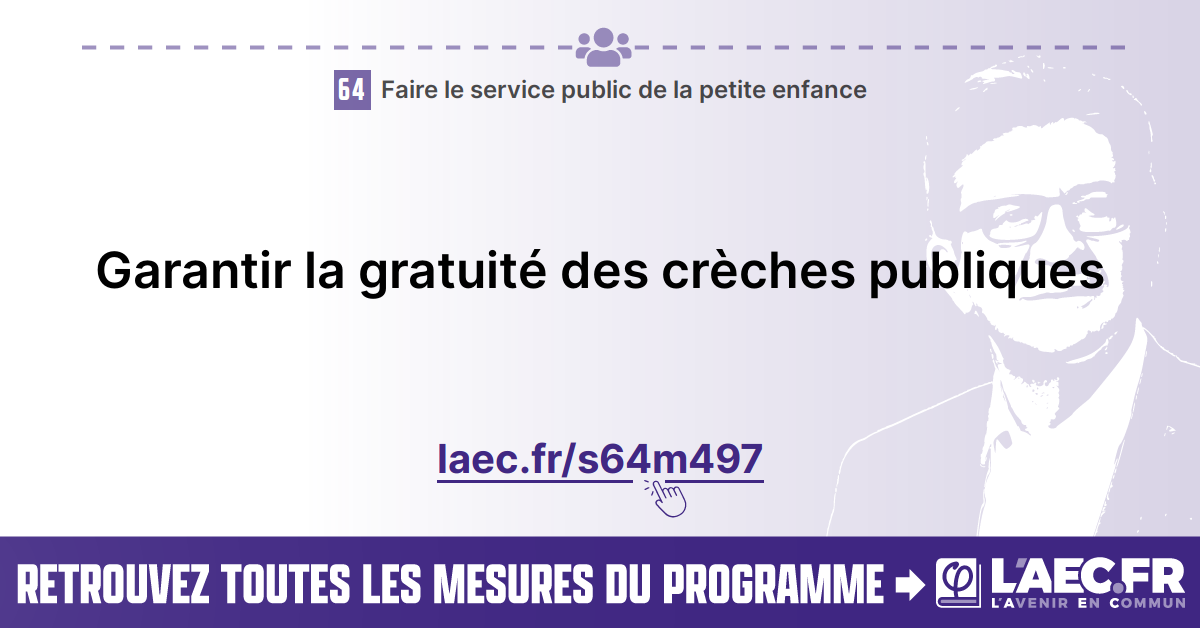 64 Faire le service public de la petite enfance
Garantir la gratuité des crèches publiques
laec.fr/s64m497
RETROUVEZ TOUTES LES MESURES DU PROGRAMME
φ L'AEC.FR
L'AVENIR EN COMMUN